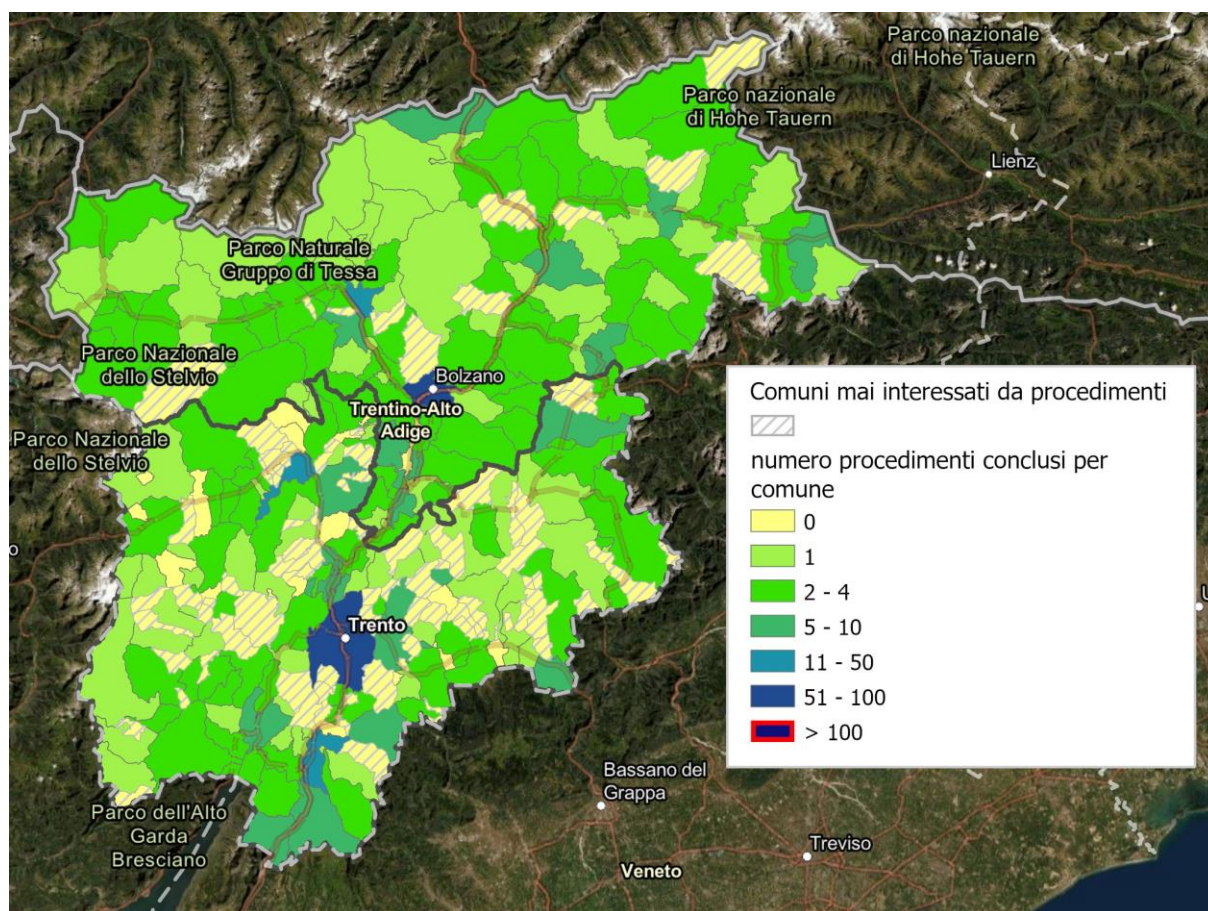 Parco nazionale
di Hohe Tauern
Parco nazionale
di Hohe Tauern
Lienz
Parco Naturale
Gruppo di Tessa
Parco Nazionale
dello Stelvio
Bolzano
Trentino-Alto
Adige
Parco Nazionale
dello Stelvio
Trento
Parco dell'Alto
Garda
Bresciano
Bassano del
Grappa
Treviso
Veneto
Comuni mai interessati da procedimenti
numero procedimenti conclusi per
comune
0
1
2 - 4
5 - 10
11 - 50
51 - 100
> 100